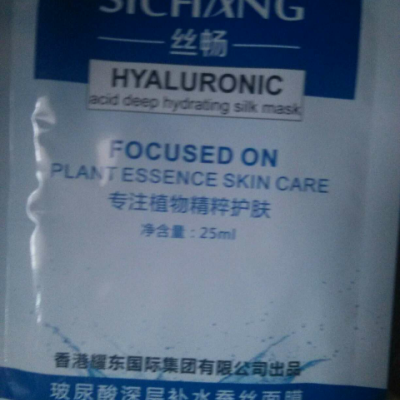 SICHANG
丝畅
HYALURONIC
acid deep hydrating silk mask
FOCUSED ON
PLANT ESSENCE SKIN CARE
专注植物精粹护肤
净含量：25ml
香港耀东国际集团有限公司出品
玻尿酸深层补水蚕丝面膜